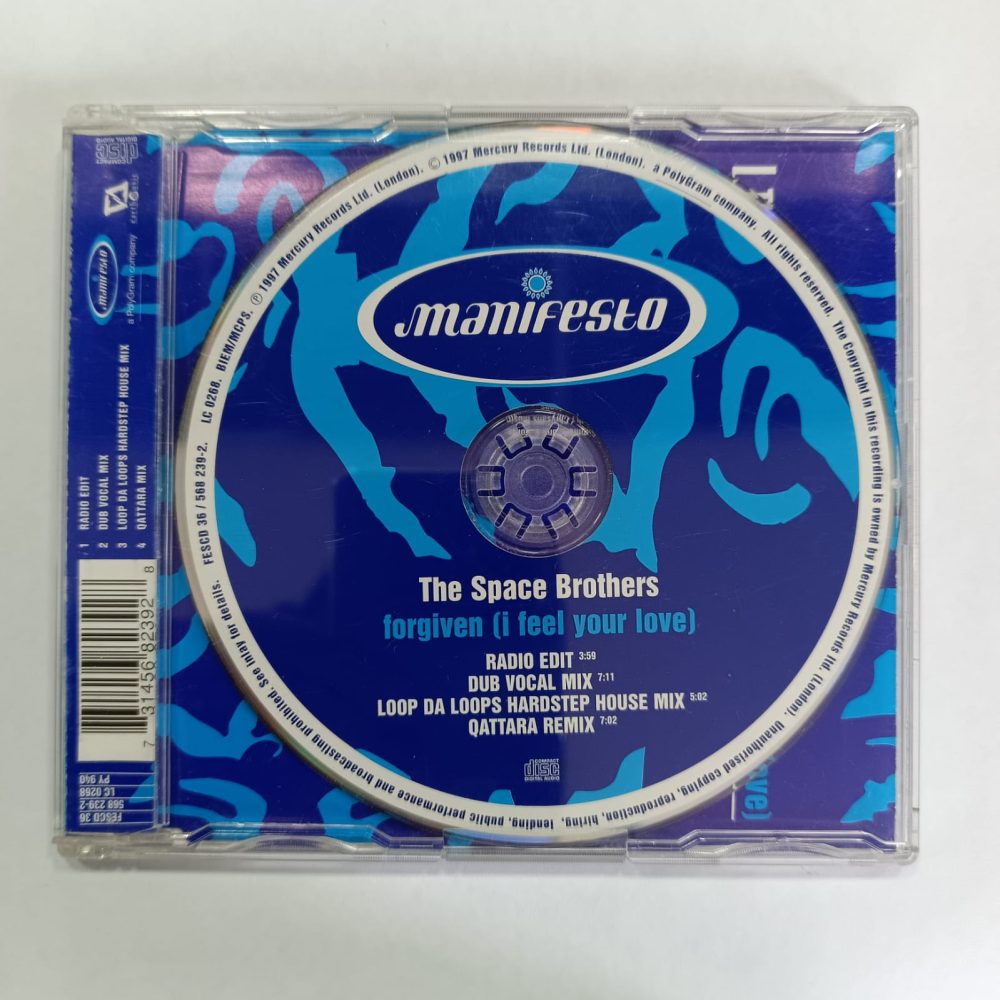 COMPACT
disc
DIGITAL AUDIO
manifesto
a PolyGram company
1 RADIO EDIT
2 DUB VOCAL MIX
3 LOOP DA LOOPS HARDSTEP HOUSE MIX
4 QATTARA MIX
7 31456 82392 8
FESCD 36
568 239-2
LC 0268
PY 940
FESCD 36 / 568 239-2. LC 0268. BIEM/MCPS. ℗ 1997 Mercury Records Ltd. (London). © 1997 Mercury Records Ltd. (London). a PolyGram company. All rights reserved. The Copyright in this recording is owned by Mercury Records ltd. (London). Unauthorised copying, reproduction, hiring, lending, public performance and broadcasting prohibited. See inlay for details.
manifesto
The Space Brothers
forgiven (i feel your love)
RADIO EDIT 3:59
DUB VOCAL MIX 7:11
LOOP DA LOOPS HARDSTEP HOUSE MIX 5:02
QATTARA REMIX 7:02
COMPACT
disc
DIGITAL AUDIO